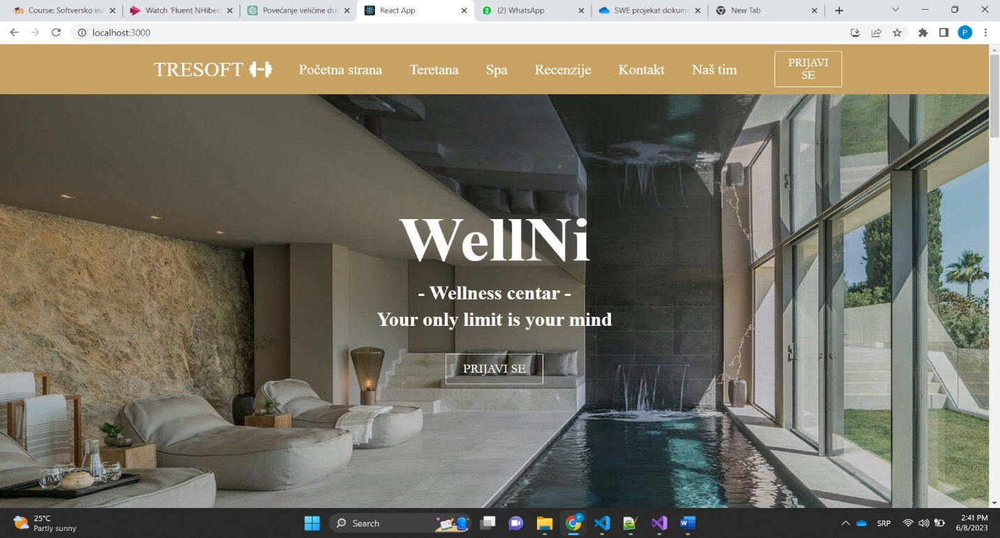 Course: Softversko in
Watch 'Fluent NHiber
Povećanje veličine du
React App
(2) WhatsApp
SWE projekat dokume
New Tab
localhost:3000
P
TRESOFT
Početna strana
Teretana
Spa
Recenzije
Kontakt
Naš tim
PRIJAVI
SE
WellNi
- Wellness centar -
Your only limit is your mind
PRIJAVI SE
25°C
Partly sunny
Search
SRP
2:41 PM
6/8/2023